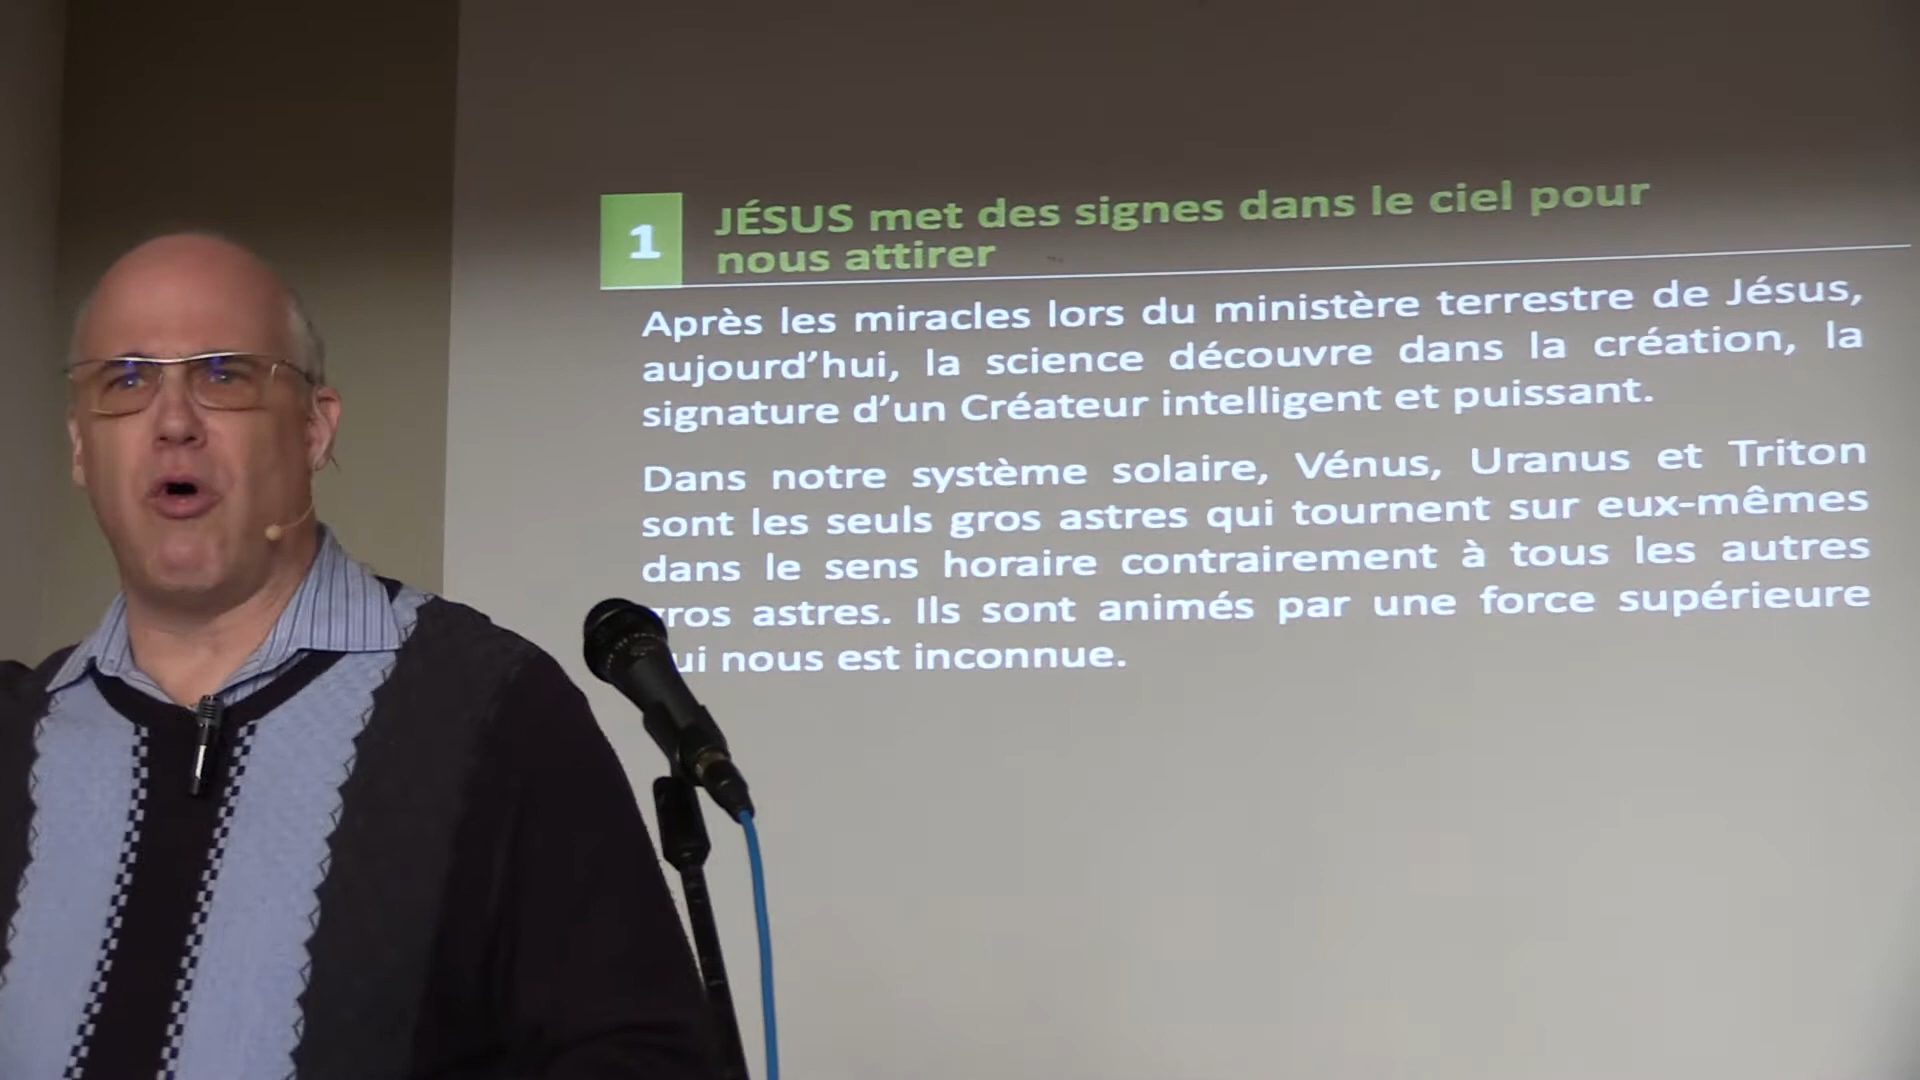 1
JÉSUS met des signes dans le ciel pour
nous attirer
Après les miracles lors du ministère terrestre de Jésus,
aujourd’hui, la science découvre dans la création, la
signature d’un Créateur intelligent et puissant.
Dans notre système solaire, Vénus, Uranus et Triton
sont les seuls gros astres qui tournent sur eux-mêmes
dans le sens horaire contrairement à tous les autres
ros astres. Ils sont animés par une force supérieure
ui nous est inconnue.